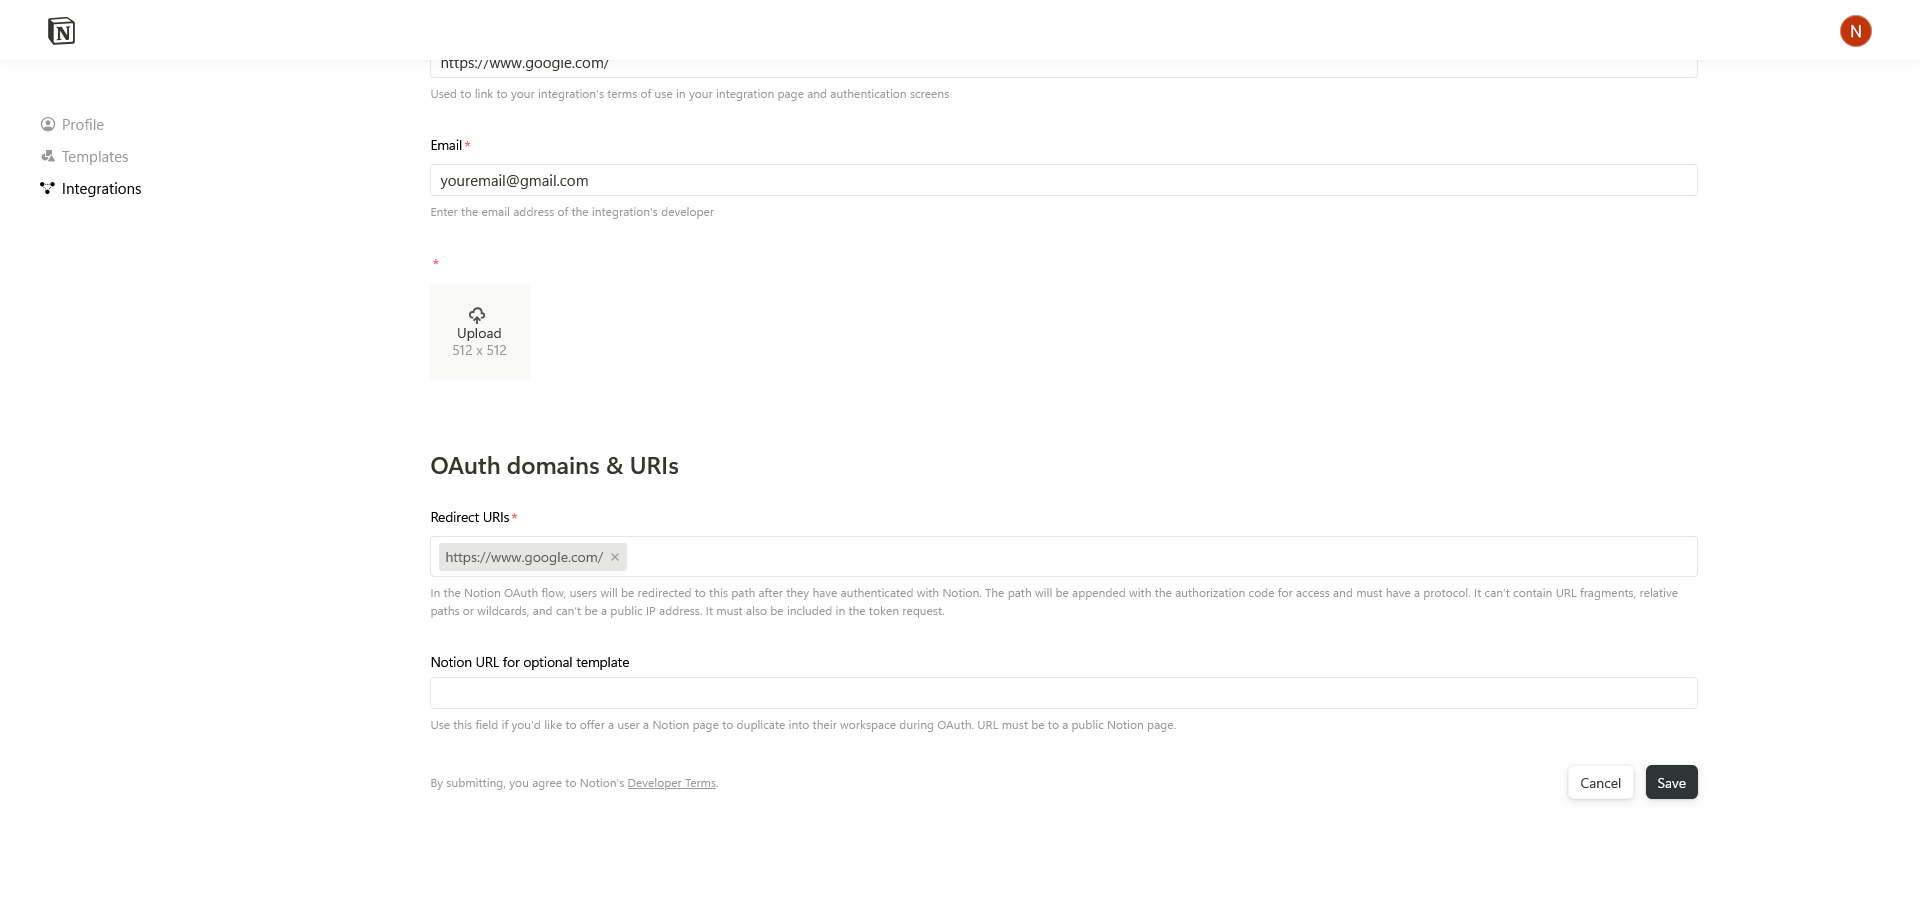 N
N
https://www.google.com/
Used to link to your integration's terms of use in your integration page and authentication screens
Profile
Templates
Integrations
Email*
youremail@gmail.com
Enter the email address of the integration's developer
*
Upload
512 x 512
OAuth domains & URIs
Redirect URIs*
https://www.google.com/ ×
In the Notion OAuth flow, users will be redirected to this path after they have authenticated with Notion. The path will be appended with the authorization code for access and must have a protocol. It can't contain URL fragments, relative
paths or wildcards, and can't be a public IP address. It must also be included in the token request.
Notion URL for optional template
Use this field if you'd like to offer a user a Notion page to duplicate into their workspace during OAuth. URL must be to a public Notion page.
By submitting, you agree to Notion's Developer Terms.
Cancel
Save